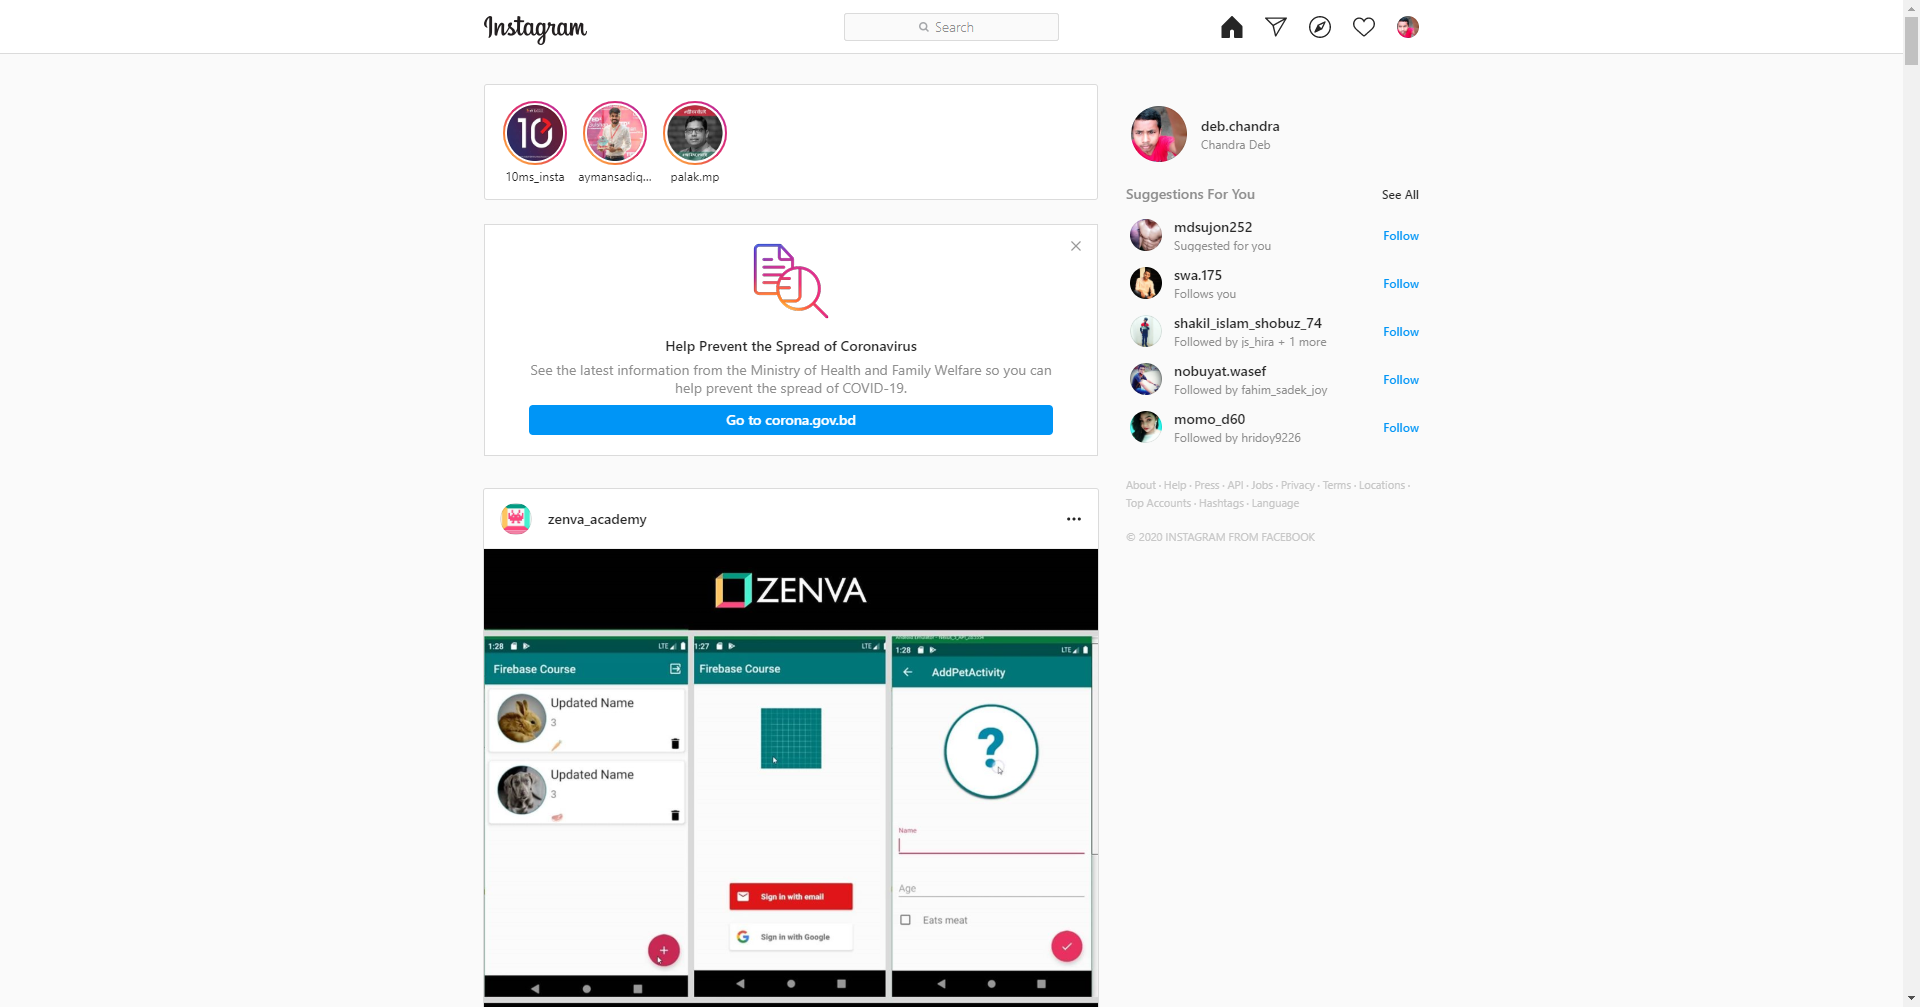 Instagram
Search
10ms_insta
aymansadiq...
palak.mp
deb.chandra
Chandra Deb
Suggestions For You
See All
mdsujon252
Suggested for you
Follow
swa.175
Follows you
Follow
shakil_islam_shobuz_74
Followed by js_hira + 1 more
Follow
nobuyat.wasef
Followed by fahim_sadek_joy
Follow
momo_d60
Followed by hridoy9226
Follow
About · Help · Press · API · Jobs · Privacy · Terms · Locations ·
Top Accounts · Hashtags · Language
© 2020 INSTAGRAM FROM FACEBOOK
Help Prevent the Spread of Coronavirus
See the latest information from the Ministry of Health and Family Welfare so you can
help prevent the spread of COVID-19.
Go to corona.gov.bd
zenva_academy
ZENVA
1:28
LTE
Firebase Course
Updated Name
3
Updated Name
3
1:27
LTE
Firebase Course
Sign in with email
Sign in with Google
1:28
LTE
AddPetActivity
?
Name
Age
Eats meat